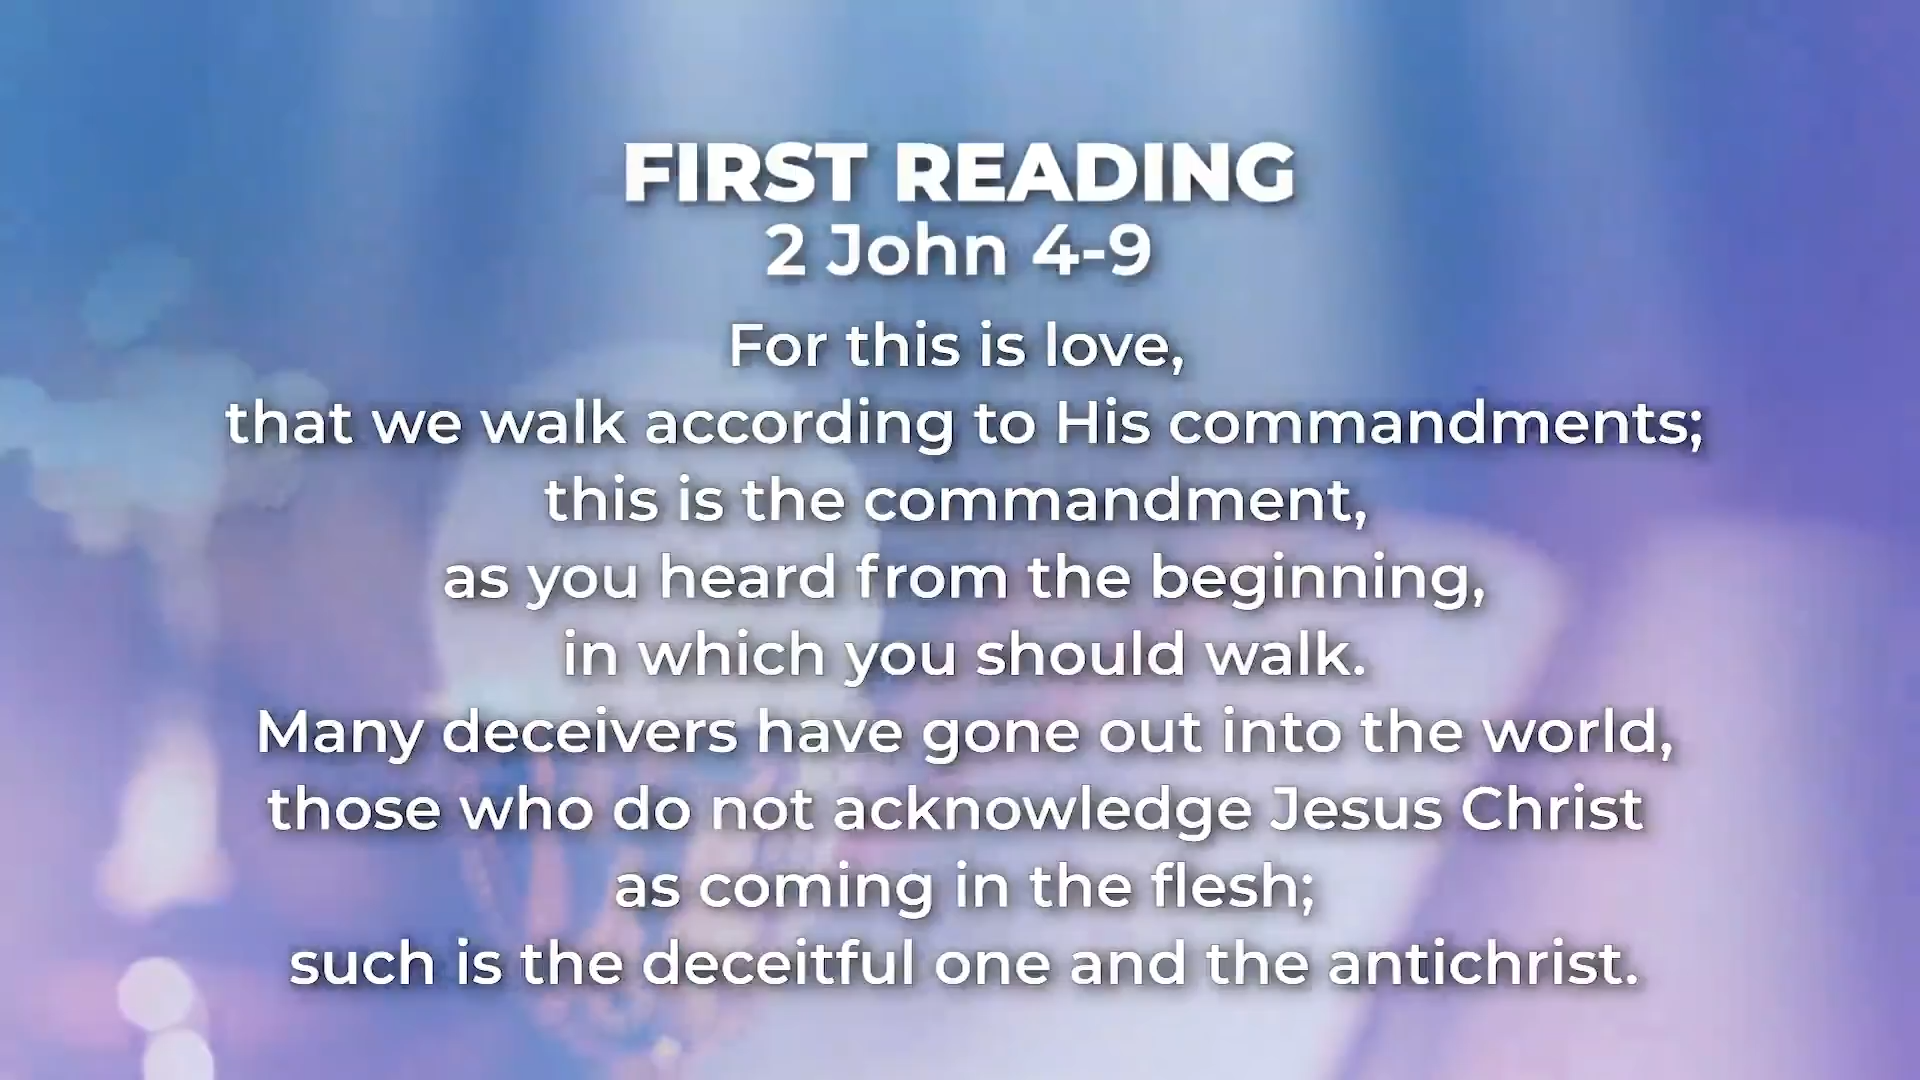 FIRST READING
2 John 4-9
For this is love,
that we walk according to His commandments;
this is the commandment,
as you heard from the beginning,
in which you should walk.
Many deceivers have gone out into the world,
those who do not acknowledge Jesus Christ
as coming in the flesh;
such is the deceitful one and the antichrist.